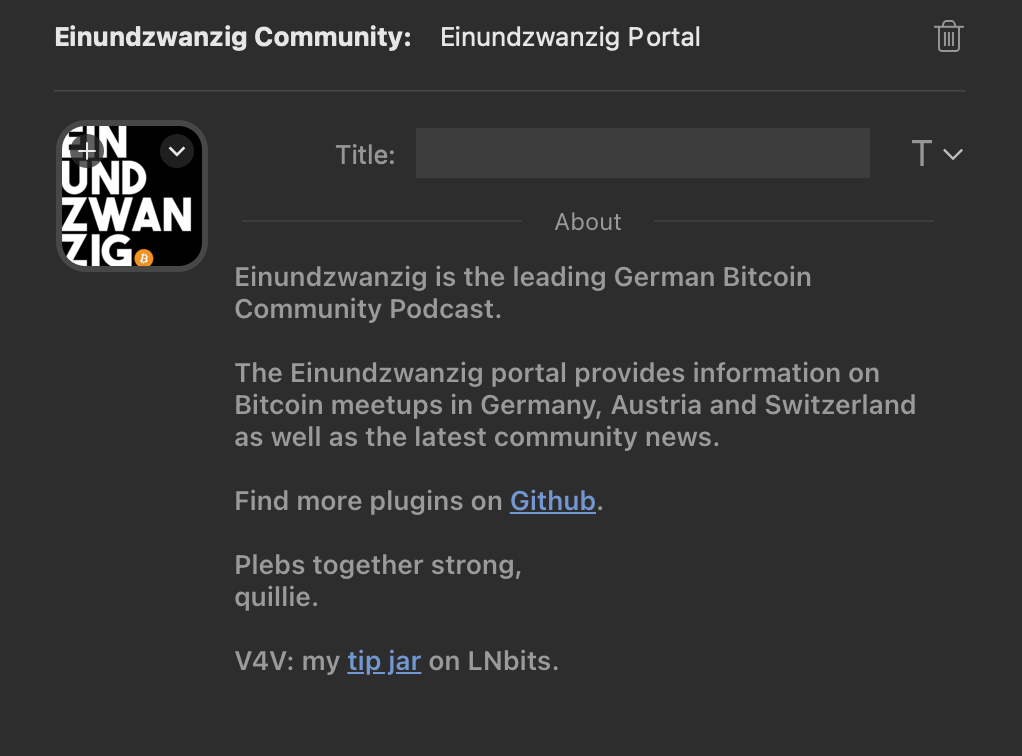 Einundzwanzig Community: Einundzwanzig Portal
EIN
UND
ZWAN
ZIG
Title:
T
About
Einundzwanzig is the leading German Bitcoin
Community Podcast.
The Einundzwanzig portal provides information on
Bitcoin meetups in Germany, Austria and Switzerland
as well as the latest community news.
Find more plugins on Github.
Plebs together strong,
quillie.
V4V: my tip jar on LNbits.